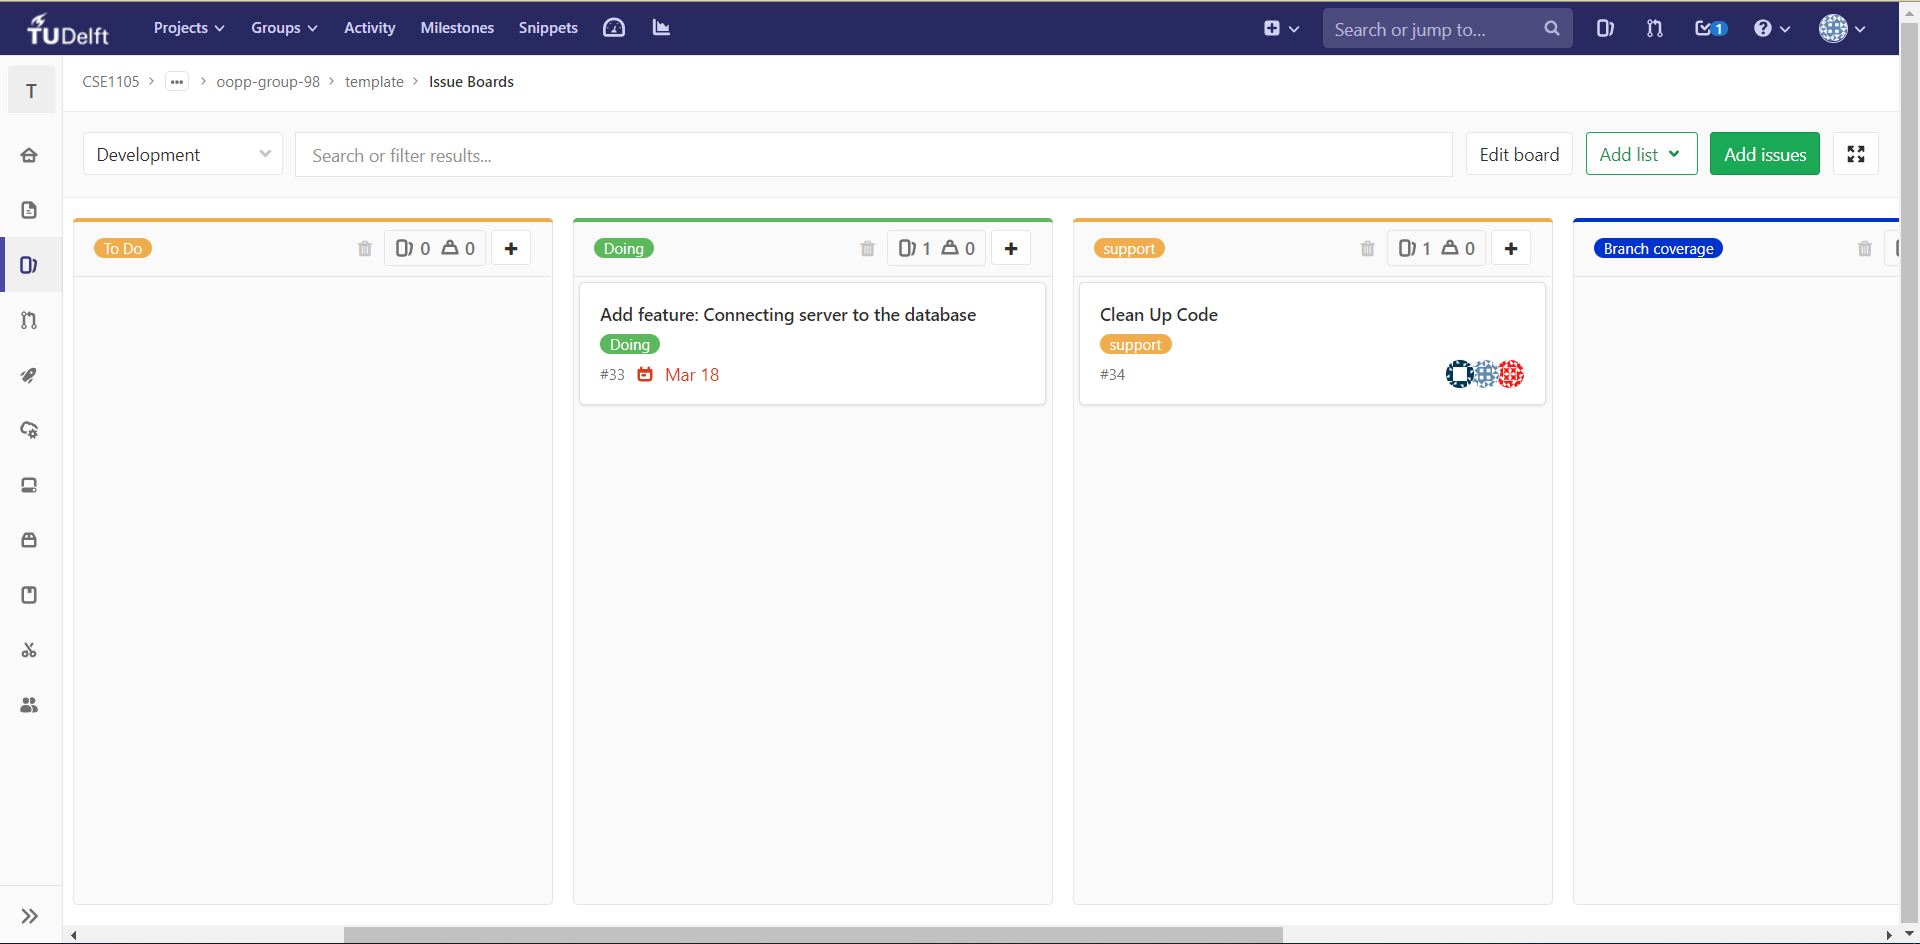 TUDelft Projects Groups Activity Milestones Snippets Search or jump to... 1
T CSE1105 > ... > oopp-group-98 > template > Issue Boards
Development Search or filter results... Edit board Add list Add issues
To Do 0 0 Doing 1 0 support 1 0 Branch coverage
Add feature: Connecting server to the database
Doing
#33 Mar 18
Clean Up Code
support
#34